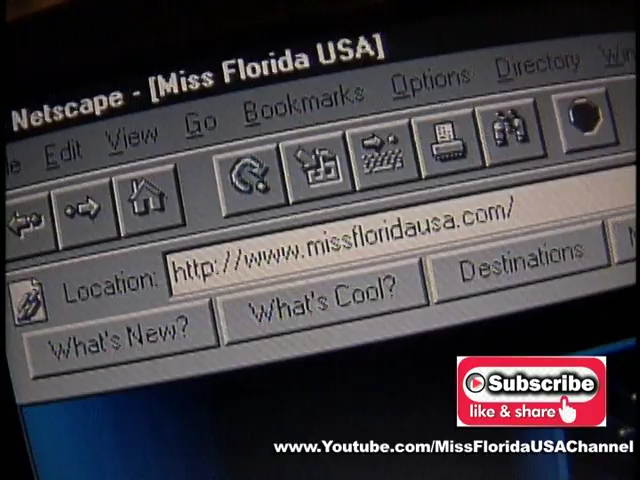 Netscape - [Miss Florida USA]
Edit View Go Bookmarks Options Directory
Location: http://www.missfloridausa.com/
What's New? What's Cool? Destinations
Subscribe
like & share
www.Youtube.com/MissFloridaUSAChannel